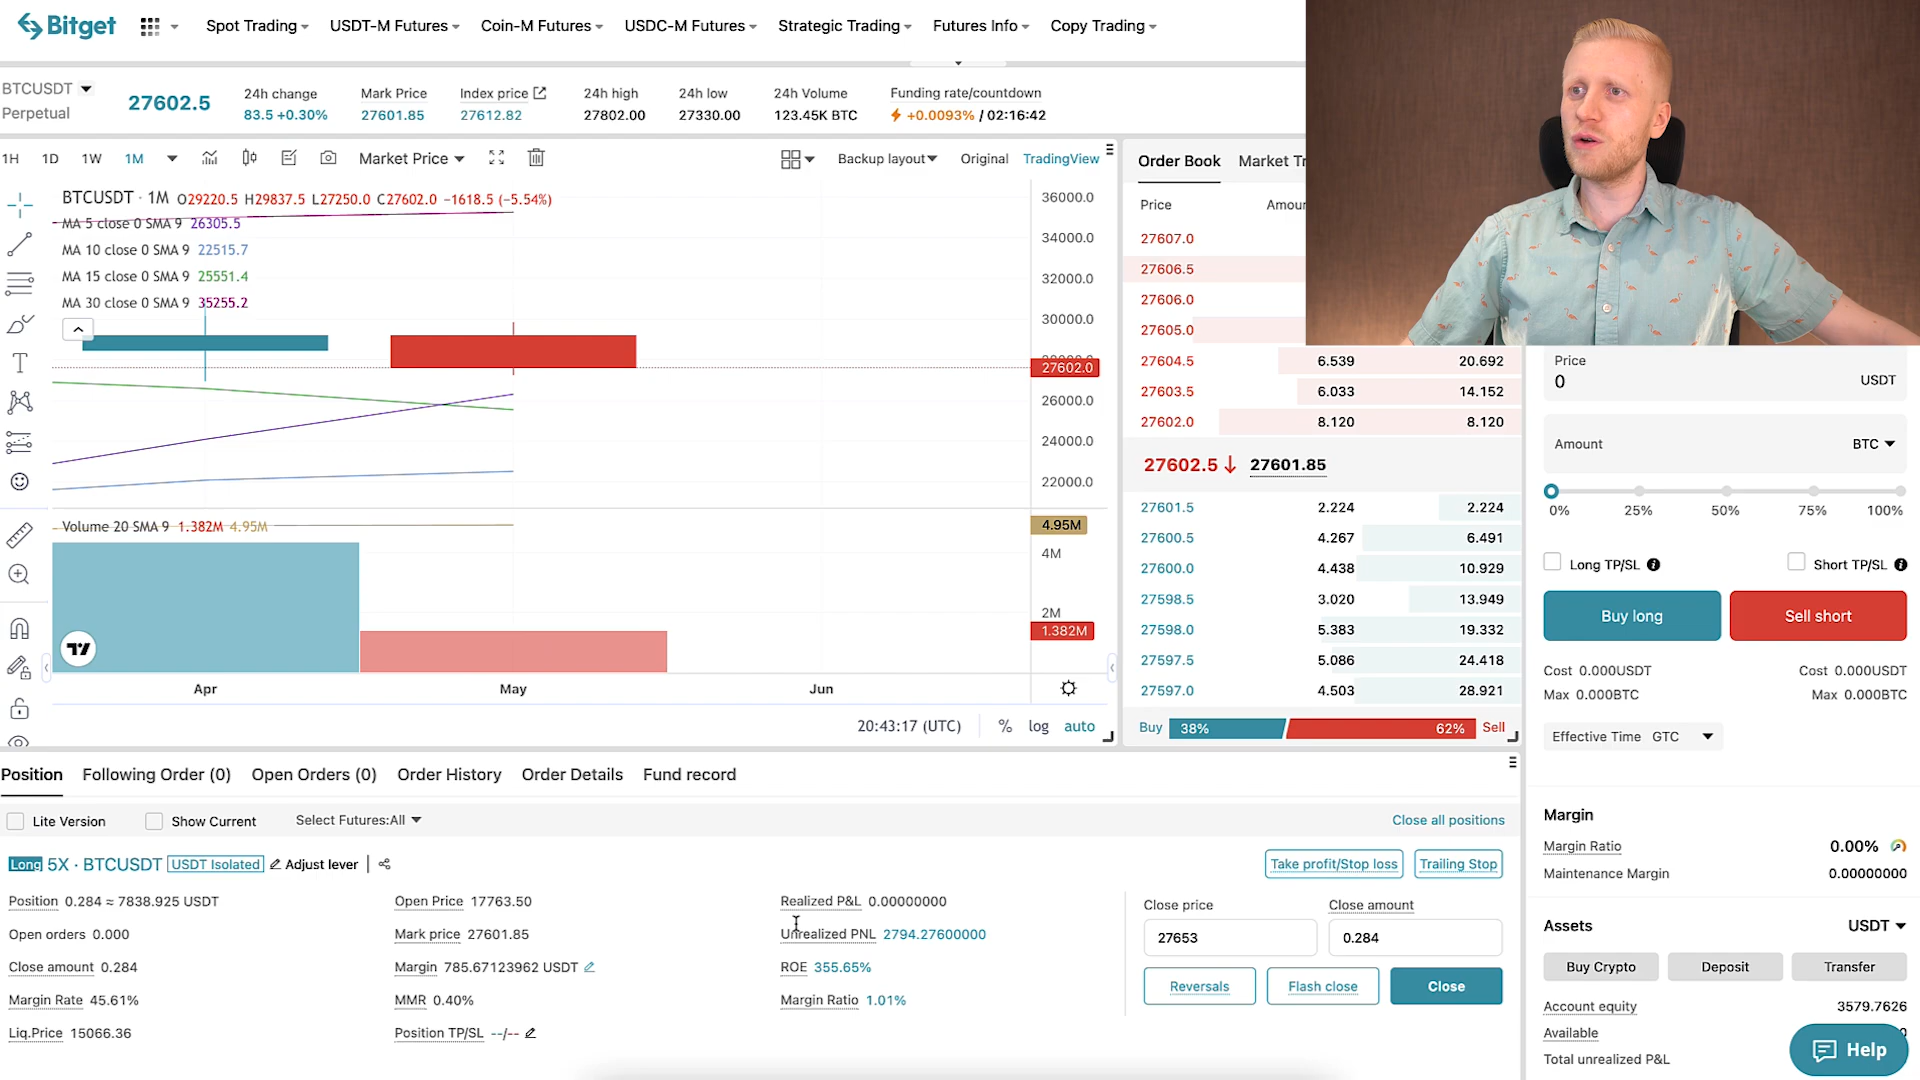 Bitget
Spot Trading
USDT-M Futures
Coin-M Futures
USDC-M Futures
Strategic Trading
Futures Info
Copy Trading
BTCUSDT
Perpetual
27602.5
24h change
83.5 +0.30%
Mark Price
27601.85
Index price
27612.82
24h high
27802.00
24h low
27330.00
24h Volume
123.45K BTC
Funding rate/countdown
+0.0093% / 02:16:42
1H 1D 1W 1M
Market Price
Backup layout
Original
TradingView
BTCUSDT · 1M O29220.5 H29837.5 L27250.0 C27602.0 −1618.5 (−5.54%)
MA 5 close 0 SMA 9 26305.5
MA 10 close 0 SMA 9 22515.7
MA 15 close 0 SMA 9 25551.4
MA 30 close 0 SMA 9 35255.2
36000.0
34000.0
32000.0
30000.0
27602.0
26000.0
24000.0
22000.0
Volume 20 SMA 9 1.382M 4.95M
4.95M
4M
2M
1.382M
Apr May Jun
20:43:17 (UTC) % log auto
Order Book
Market Tr
Price Amour
27607.0
27606.5
27606.0
27605.0
27604.5 6.539 20.692
27603.5 6.033 14.152
27602.0 8.120 8.120
27602.5 27601.85
27601.5 2.224 2.224
27600.5 4.267 6.491
27600.0 4.438 10.929
27598.5 3.020 13.949
27598.0 5.383 19.332
27597.5 5.086 24.418
27597.0 4.503 28.921
Buy 38% 62% Sell
Price
0 USDT
Amount BTC
0% 25% 50% 75% 100%
Long TP/SL
Short TP/SL
Buy long
Sell short
Cost 0.000USDT Cost 0.000USDT
Max 0.000BTC Max 0.000BTC
Effective Time GTC
Margin
Margin Ratio 0.00%
Maintenance Margin 0.00000000
Assets USDT
Buy Crypto
Deposit
Transfer
Account equity 3579.7626
Available
Total unrealized P&L
Help
Position
Following Order (0)
Open Orders (0)
Order History
Order Details
Fund record
Lite Version
Show Current
Select Futures:All
Close all positions
Long 5X · BTCUSDT USDT Isolated Adjust lever
Take profit/Stop loss
Trailing Stop
Position 0.284 ≈ 7838.925 USDT
Open orders 0.000
Close amount 0.284
Margin Rate 45.61%
Liq.Price 15066.36
Open Price 17763.50
Mark price 27601.85
Margin 785.67123962 USDT
MMR 0.40%
Position TP/SL --/--
Realized P&L 0.00000000
Unrealized PNL 2794.27600000
ROE 355.65%
Margin Ratio 1.01%
Close price
27653
Close amount
0.284
Reversals
Flash close
Close